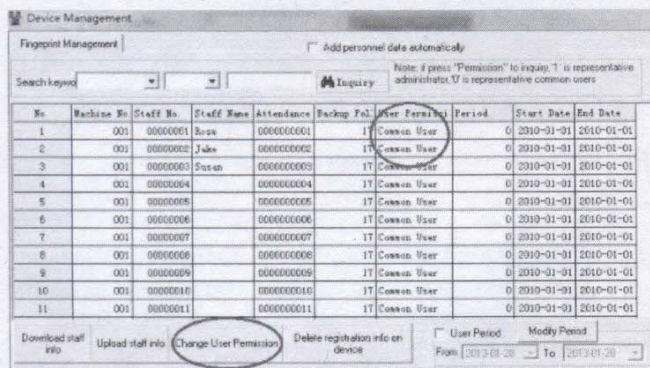 Device Management
Fingerprint Management
Add personnel data automatically
Search keywo
Inquiry
Note: if press "Permission" to inquiry, '1' is representative
administrator,'0' is representative common users
No. Machine No Staff No. Staff Name Attendance Backup Fol User Permissi Period Start Date End Date
1 001 00000001 Rose 0000000001 17 Common User 0 2010-01-01 2010-01-01
2 001 00000002 Jake 0000000002 17 Common User 0 2010-01-01 2010-01-01
3 001 00000003 Susan 0000000003 17 Common User 0 2010-01-01 2010-01-01
4 001 00000004 0000000004 17 Common User 0 2010-01-01 2010-01-01
5 001 00000005 0000000005 17 Common User 0 2010-01-01 2010-01-01
6 001 00000006 0000000006 17 Common User 0 2010-01-01 2010-01-01
7 001 00000007 0000000007 17 Common User 0 2010-01-01 2010-01-01
8 001 00000008 0000000008 17 Common User 0 2010-01-01 2010-01-01
9 001 00000009 0000000009 17 Common User 0 2010-01-01 2010-01-01
10 001 00000010 0000000010 17 Common User 0 2010-01-01 2010-01-01
11 001 00000011 0000000011 17 Common User 0 2010-01-01 2010-01-01
Download staff
info
Upload staff info
Change User Permission
Delete registration info on
device
User Period
Modify Period
From 2013-01-28 To 2013-01-28